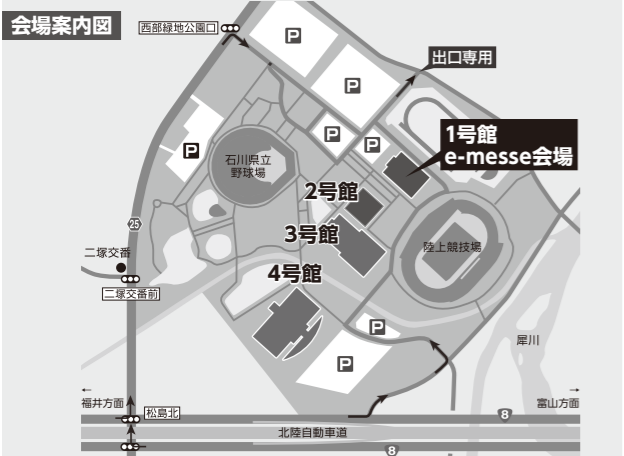 会場案内図
西部緑地公園口
P
出口専用
P
P
P
P
1号館
e-messe会場
石川県立
野球場
2号館
3号館
陸上競技場
25
二塚交番
4号館
二塚交番前
P
犀川
P
←
福井方面
→
富山方面
松島北
8
北陸自動車道
8